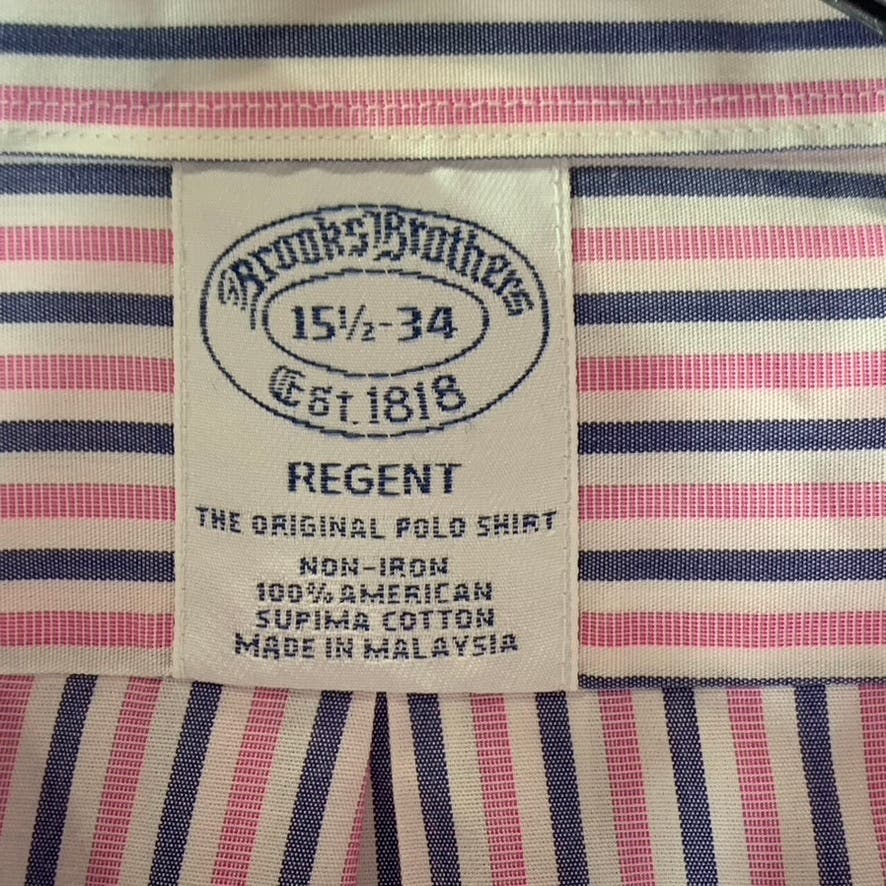 Brooks Brothers
15½-34
Est. 1818
REGENT
THE ORIGINAL POLO SHIRT
NON-IRON
100% AMERICAN
SUPIMA COTTON
MADE IN MALAYSIA